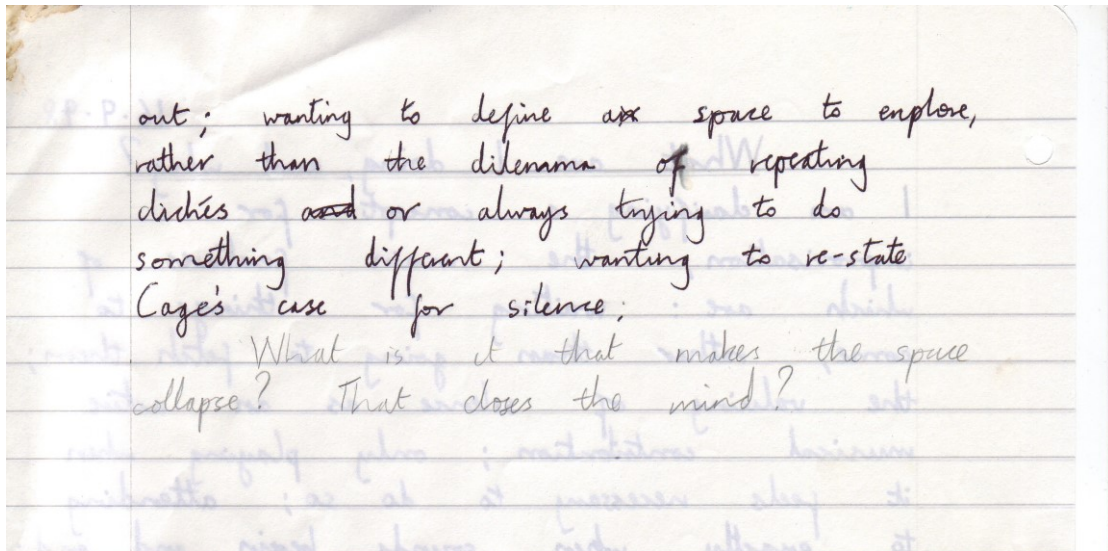 out; wanting to define a space to explore,
rather than the dilemma of repeating
clichés or always trying to do
something different; wanting to re-state
Cage's case for silence;
What is it that makes the space
collapse? That closes the mind?